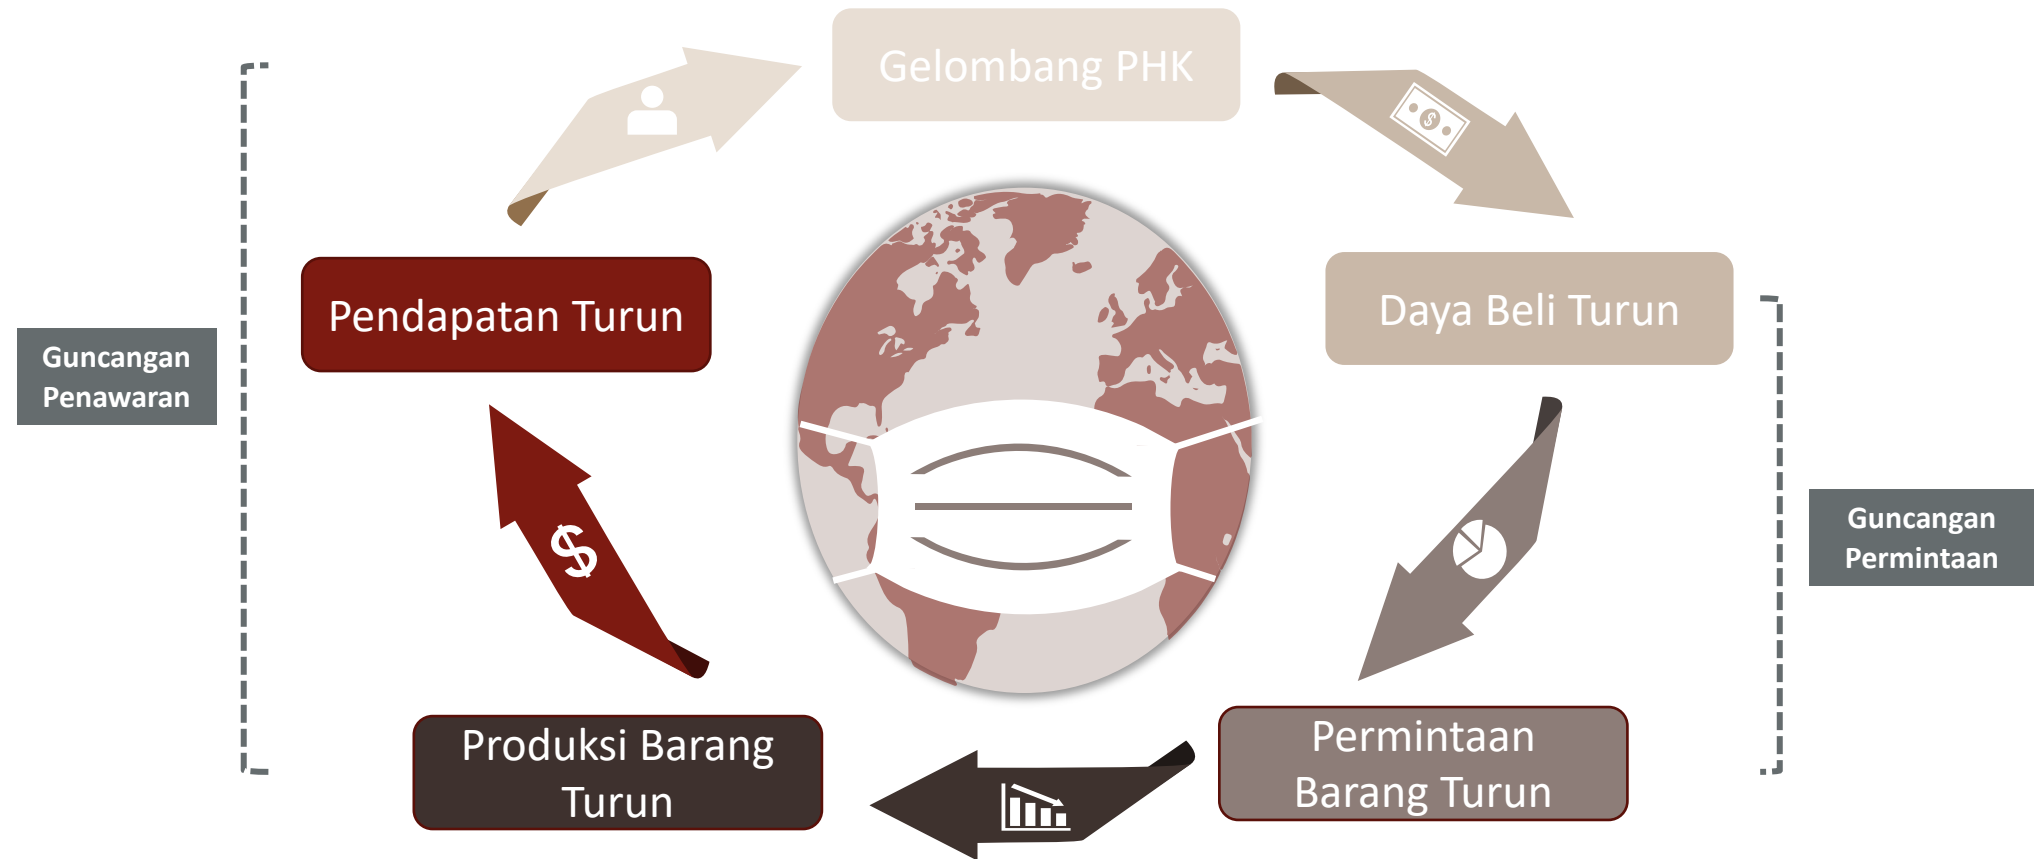 Gelombang PHK
Pendapatan Turun
Daya Beli Turun
Guncangan
Penawaran
Guncangan
Permintaan
Produksi Barang
Turun
Permintaan
Barang Turun